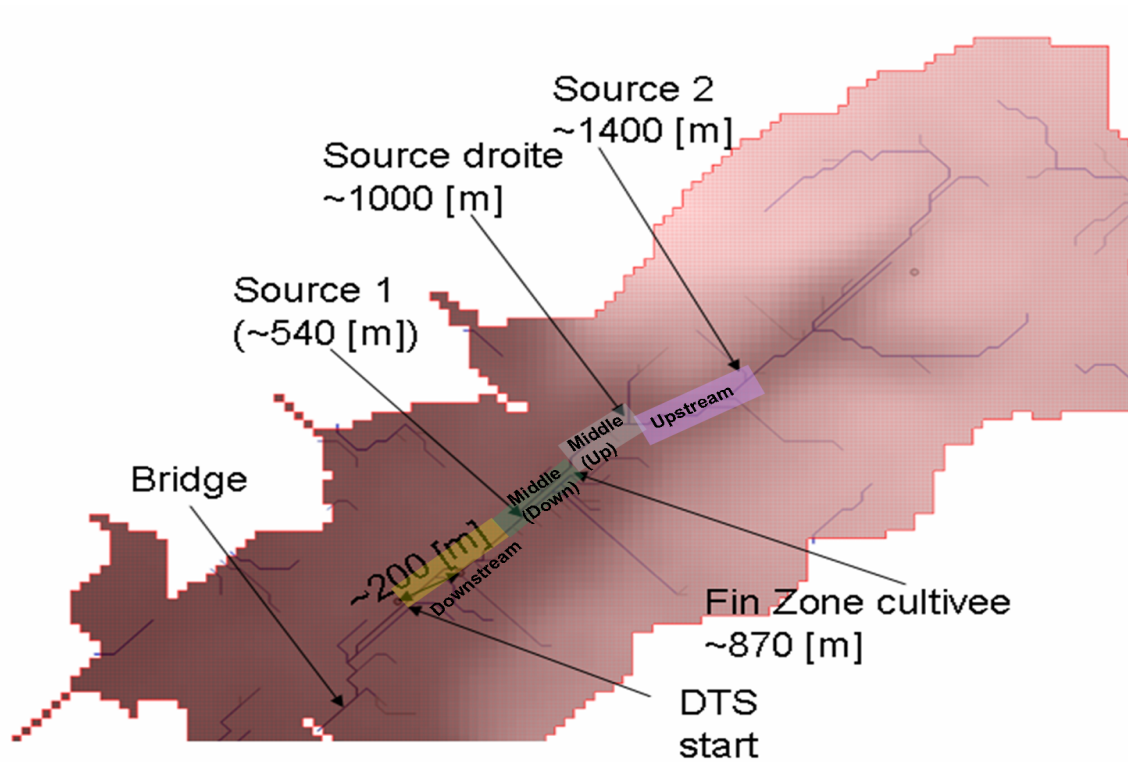 Source 2
~1400 [m]
Source droite
~1000 [m]
Source 1
(~540 [m])
Upstream
Middle
(Up)
Middle
(Down)
Bridge
~200 [m]
Downstream
Fin Zone cultivee
~870 [m]
DTS
start